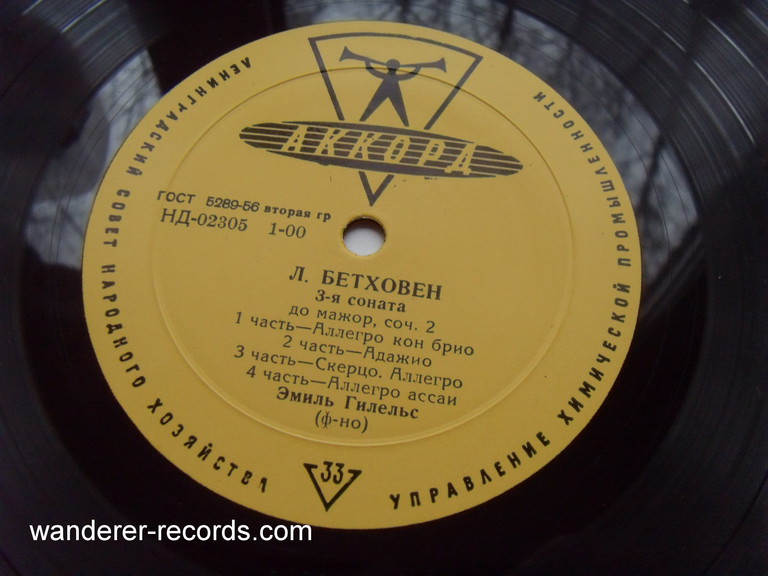 АККОРД
ЛЕНИНГРАДСКИЙ СОВЕТ НАРОДНОГО ХОЗЯЙСТВА
УПРАВЛЕНИЕ ХИМИЧЕСКОЙ ПРОМЫШЛЕННОСТИ
ГОСТ 5289-56 вторая гр
НД-02305 1-00
Л. БЕТХОВЕН
3-я соната
до мажор, соч. 2
1 часть—Аллегро кон брио
2 часть—Адажио
3 часть—Скерцо. Аллегро
4 часть—Аллегро ассаи
Эмиль Гилельс
(ф-но)
33
wanderer-records.com